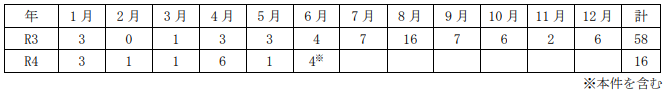 年 1月 2月 3月 4月 5月 6月 7月 8月 9月 10月 11月 12月 計
R3 3 0 1 3 3 4 7 16 7 6 2 6 58
R4 3 1 1 6 1 4※ 16
※本件を含む